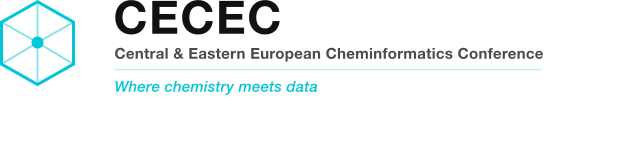 CECEC
Central & Eastern European Cheminformatics Conference
Where chemistry meets data